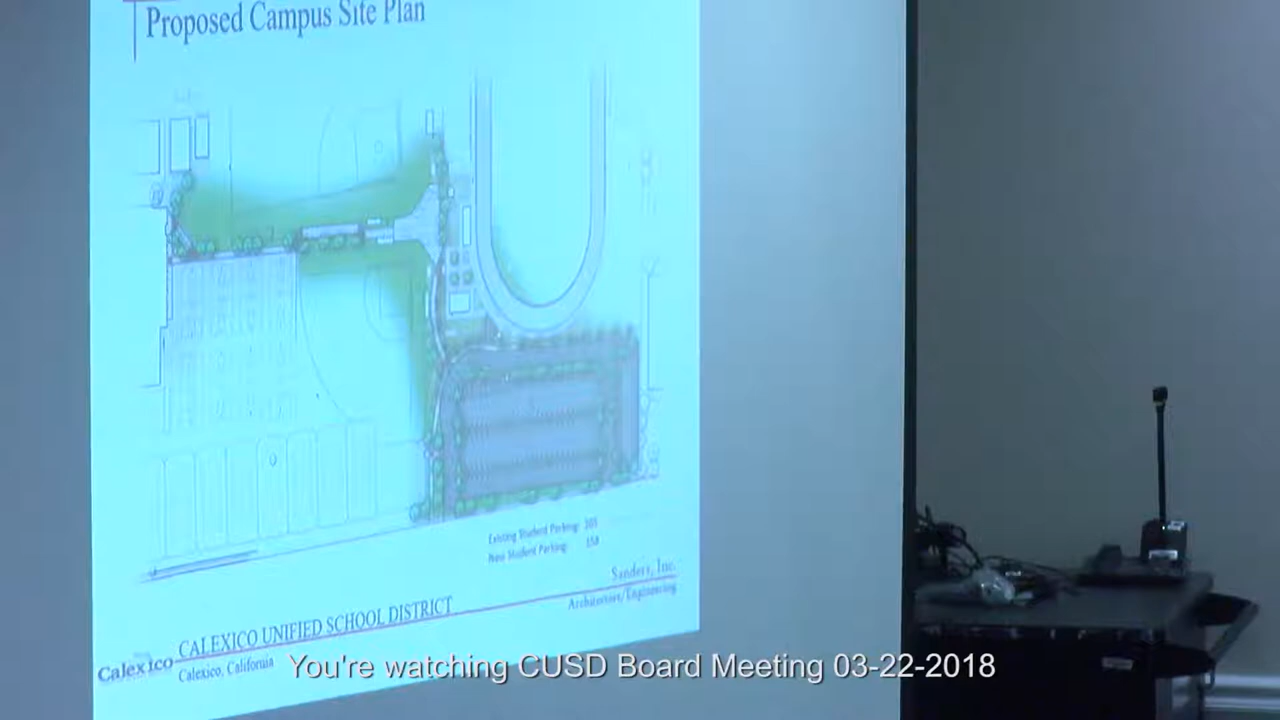 Proposed Campus Site Plan
Existing Student Parking: 203
New Student Parking: 158
Sanders, Inc.
Architecture/Engineering
CALEXICO UNIFIED SCHOOL DISTRICT
Calexico
Calexico, California
You're watching CUSD Board Meeting 03-22-2018